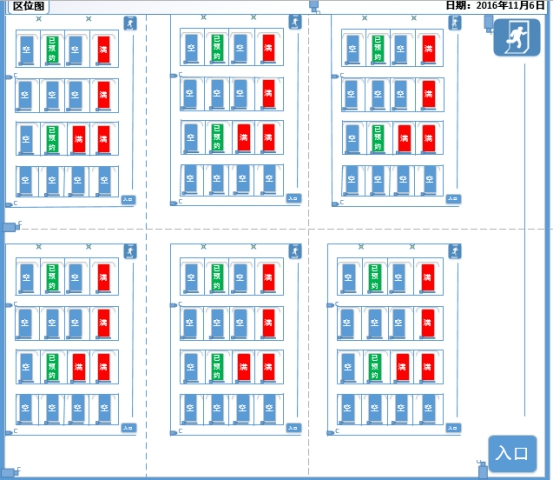 区位图 日期：2016年11月6日
空 已预约 空 满 空 已预约 空 满 空 已预约 空 满
空 空 空 满 空 空 空 满 空 空 空 满
空 已预约 满 满 空 已预约 满 满 空 已预约 满 满
空 空 空 空 空 空 空 空 空 空 空 空
入口 入口 入口
空 已预约 空 满 空 已预约 空 满 空 已预约 空 满
空 空 空 满 空 空 空 满 空 空 空 满
空 已预约 满 满 空 已预约 满 满 空 已预约 满 满
空 空 空 空 空 空 空 空 空 空 空 空
入口 入口 入口
入口